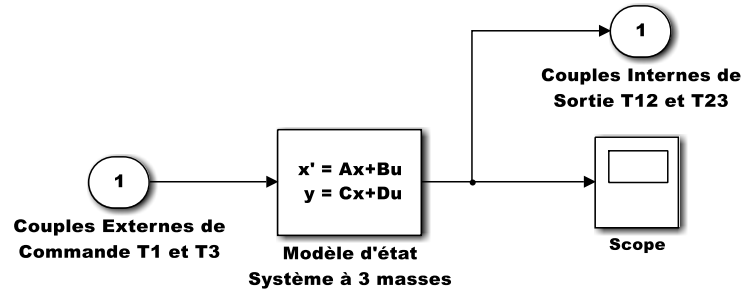 1
Couples Internes de
Sortie T12 et T23
1
Couples Externes de
Commande T1 et T3
x' = Ax+Bu
y = Cx+Du
Modèle d'état
Système à 3 masses
Scope